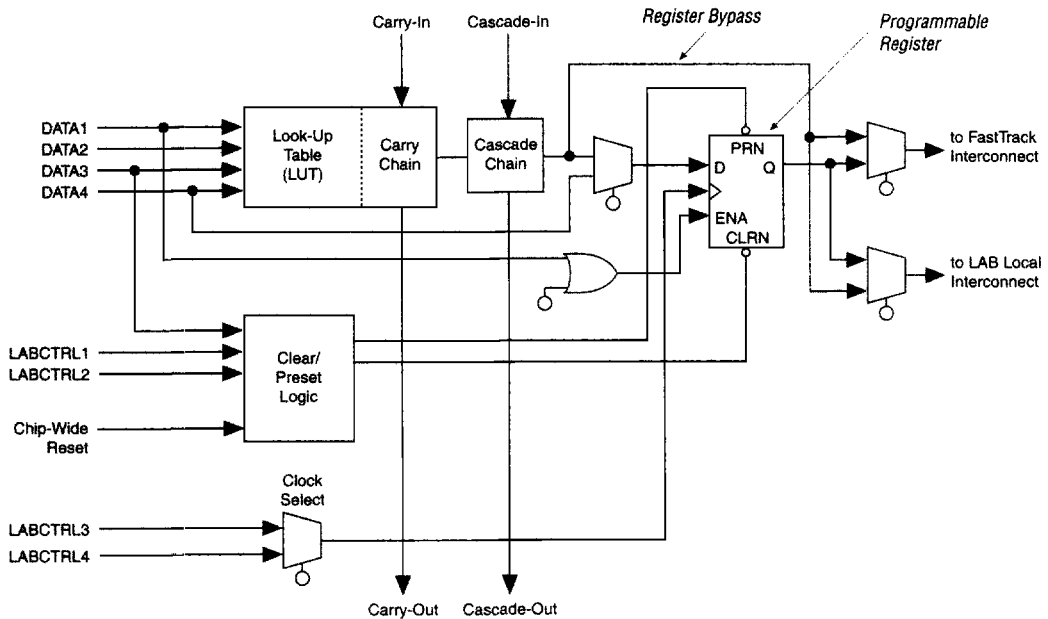 Carry-In
Cascade-In
Register Bypass
Programmable
Register
DATA1
DATA2
DATA3
DATA4
Look-Up
Table
(LUT)
Carry
Chain
Cascade
Chain
PRN
D
Q
ENA
CLRN
to FastTrack
Interconnect
to LAB Local
Interconnect
LABCTRL1
LABCTRL2
Clear/
Preset
Logic
Chip-Wide
Reset
Clock
Select
LABCTRL3
LABCTRL4
Carry-Out
Cascade-Out